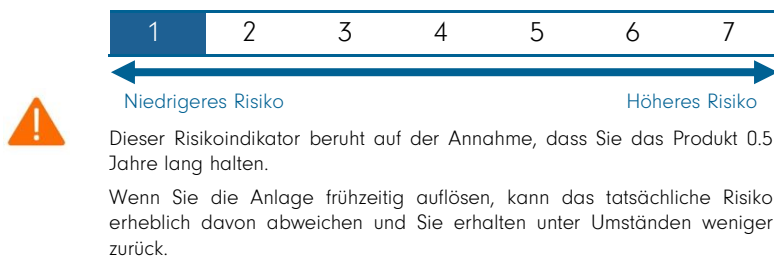 1 2 3 4 5 6 7
Niedrigeres Risiko Höheres Risiko
Dieser Risikoindikator beruht auf der Annahme, dass Sie das Produkt 0.5
Jahre lang halten.
Wenn Sie die Anlage frühzeitig auflösen, kann das tatsächliche Risiko
erheblich davon abweichen und Sie erhalten unter Umständen weniger
zurück.